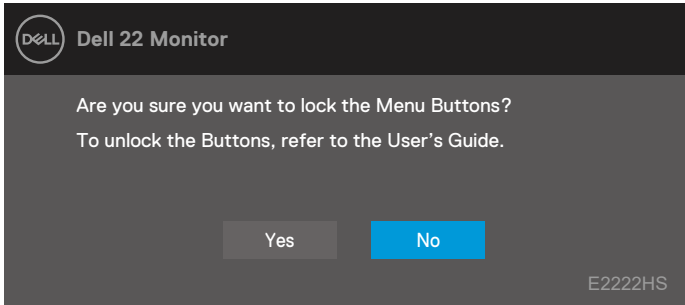 DELL Dell 22 Monitor
Are you sure you want to lock the Menu Buttons?
To unlock the Buttons, refer to the User's Guide.
Yes No
E2222HS